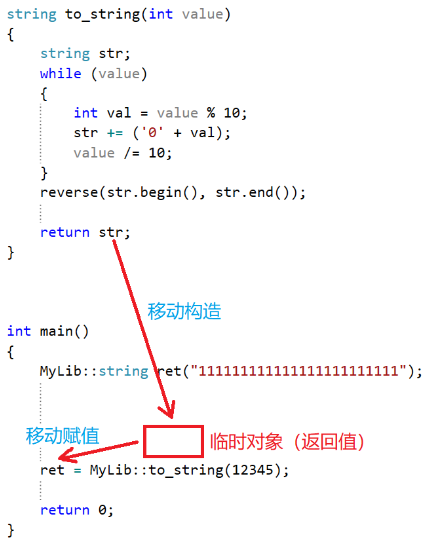 string to_string(int value)
{
string str;
while (value)
{
int val = value % 10;
str += ('0' + val);
value /= 10;
}
reverse(str.begin(), str.end());
return str;
}
移动构造
int main()
{
MyLib::string ret("111111111111111111111111");
移动赋值
临时对象（返回值）
ret = MyLib::to_string(12345);
return 0;
}